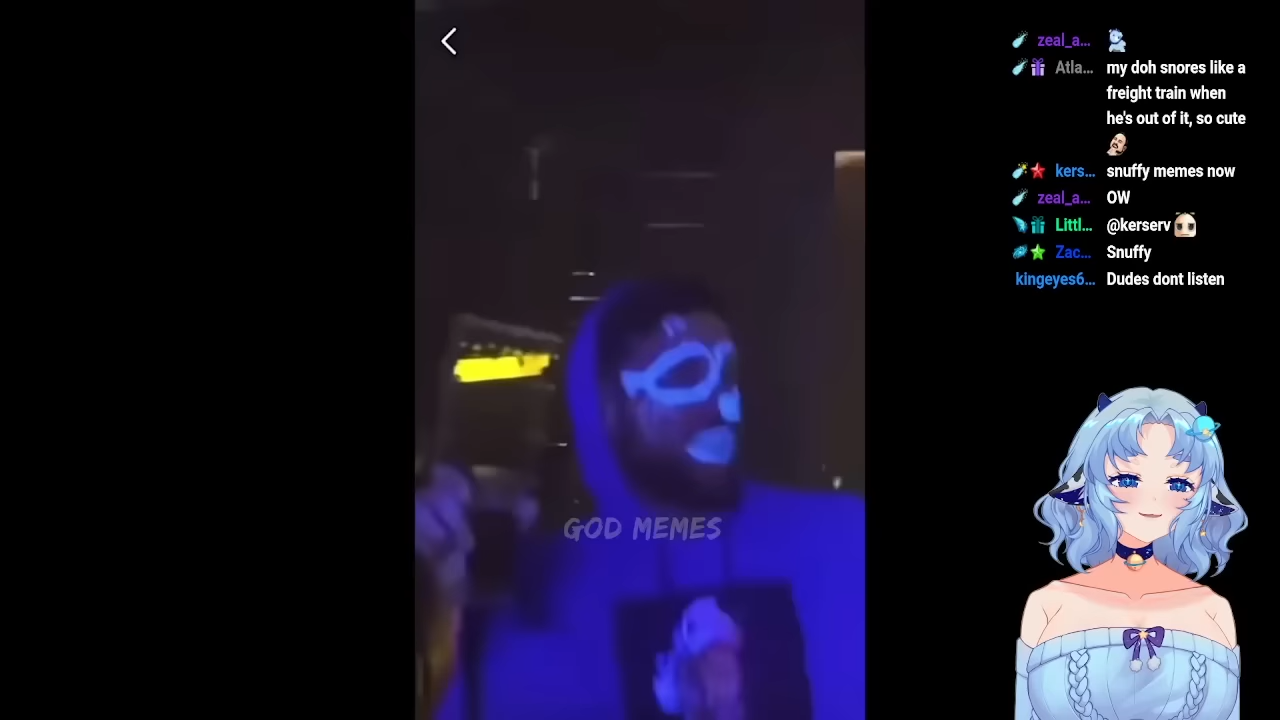 zeal_a...
Atla... my doh snores like a
freight train when
he's out of it, so cute
kers... snuffy memes now
zeal_a... OW
Littl... @kerserv
Zac... Snuffy
kingeyes6... Dudes dont listen
GOD MEMES